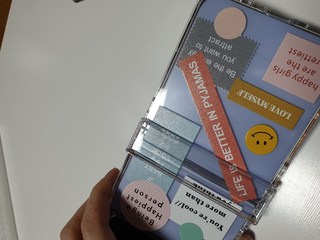 Be the energy
you want to
attract
happy girls
are the
prettiest
LOVE MYSELF
LIFE IS BETTER IN PYJAMAS
Being
Happiest
person
You're cool//
more than